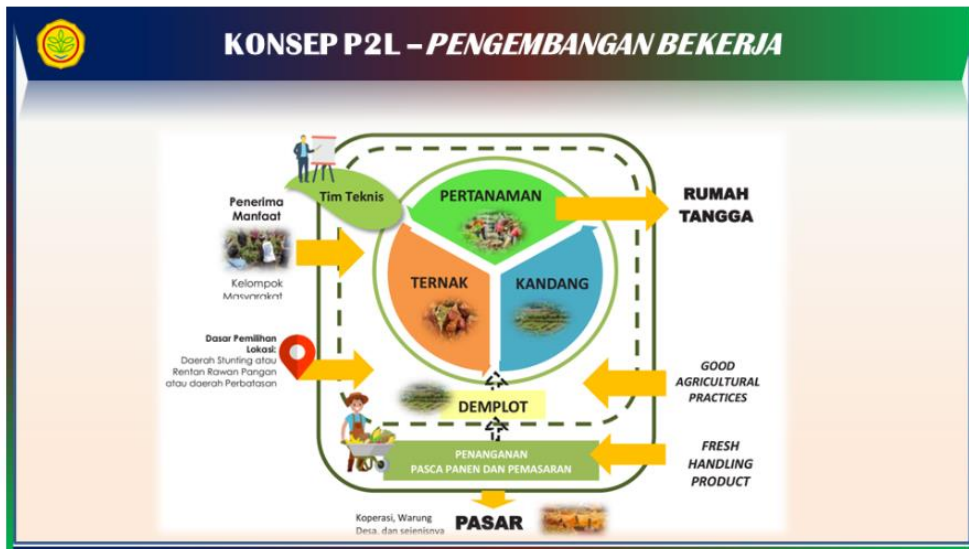 KONSEP P2L – PENGEMBANGAN BEKERJA
Tim Teknis
PERTANAMAN
RUMAH
TANGGA
Penerima
Manfaat
Kelompok
Masyarakat
TERNAK
KANDANG
Dasar Pemilihan
Lokasi:
Daerah Stunting atau
Rentan Rawan Pangan
atau daerah Perbatasan
GOOD
AGRICULTURAL
PRACTICES
DEMPLOT
PENANGANAN
PASCA PANEN DAN PEMASARAN
FRESH
HANDLING
PRODUCT
Koperasi, Warung
Desa, dan sejenisnya
PASAR